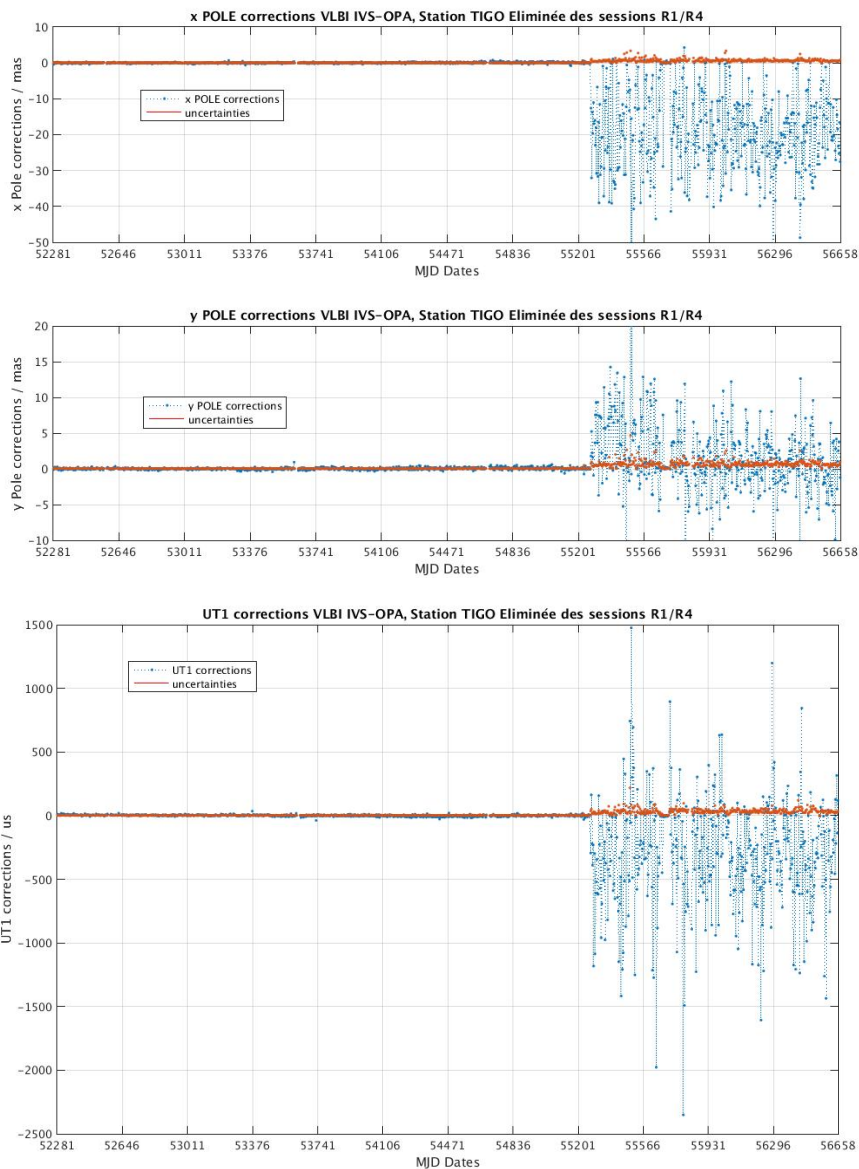 x POLE corrections VLBI IVS-OPA, Station TIGO Eliminée des sessions R1/R4
10
0
-10
-20
-30
-40
-50
x Pole corrections / mas
x POLE corrections
uncertainties
52281 52646 53011 53376 53741 54106 54471 54836 55201 55566 55931 56296 56658
MJD Dates
y POLE corrections VLBI IVS-OPA, Station TIGO Eliminée des sessions R1/R4
20
15
10
5
0
-5
-10
y Pole corrections / mas
y POLE corrections
uncertainties
52281 52646 53011 53376 53741 54106 54471 54836 55201 55566 55931 56296 56658
MJD Dates
UT1 corrections VLBI IVS-OPA, Station TIGO Eliminée des sessions R1/R4
1500
1000
500
0
-500
-1000
-1500
-2000
-2500
UT1 corrections / us
UT1 corrections
uncertainties
52281 52646 53011 53376 53741 54106 54471 54836 55201 55566 55931 56296 56658
MJD Dates